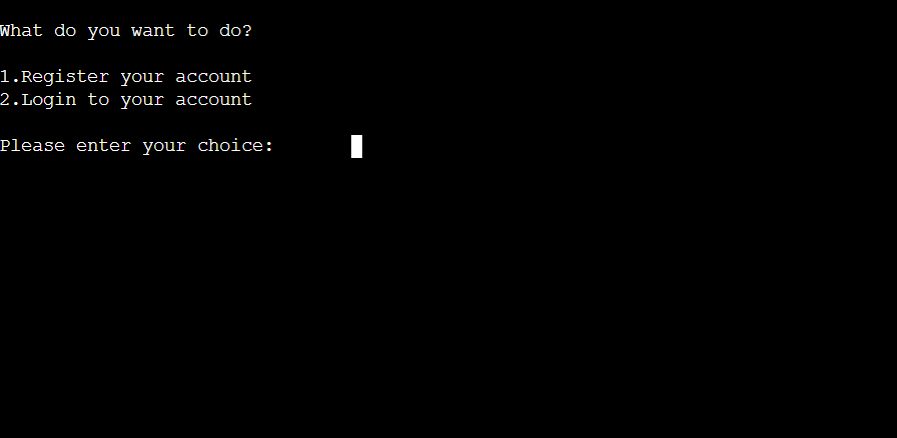 What do you want to do?
1.Register your account
2.Login to your account
Please enter your choice: